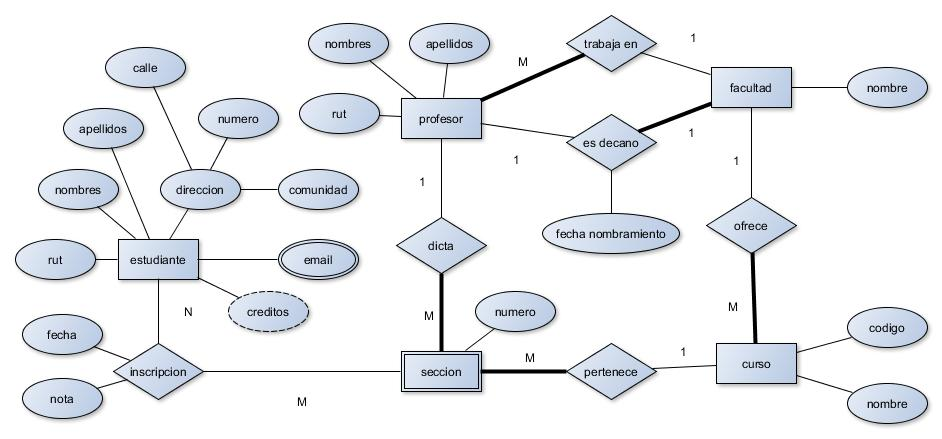 nombres
apellidos
trabaja en
1
calle
M
facultad
nombre
rut
profesor
numero
apellidos
1
es decano
1
1
nombres
direccion
comunidad
1
ofrece
fecha nombramiento
dicta
rut
estudiante
email
creditos
N
M
numero
M
fecha
M
1
codigo
inscripcion
seccion
pertenece
curso
nota
M
nombre